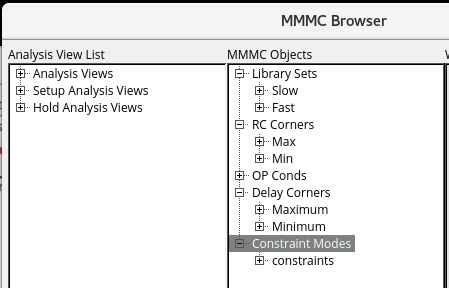 MMMC Browser
Analysis View List
Analysis Views
Setup Analysis Views
Hold Analysis Views
MMMC Objects
Library Sets
Slow
Fast
RC Corners
Max
Min
OP Conds
Delay Corners
Maximum
Minimum
Constraint Modes
constraints